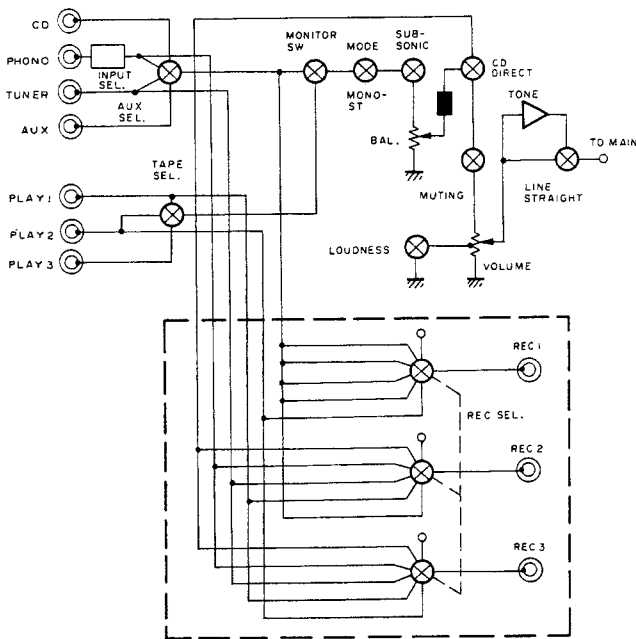 CD
PHONO
INPUT
SEL.
TUNER
AUX
SEL.
AUX
TAPE
SEL.
PLAY 1
PLAY 2
PLAY 3
MONITOR
SW
MODE
MONO-
ST
SUB-
SONIC
BAL.
CD
DIRECT
TONE
TO MAIN
LINE
STRAIGHT
MUTING
LOUDNESS
VOLUME
REC 1
REC SEL.
REC 2
REC 3